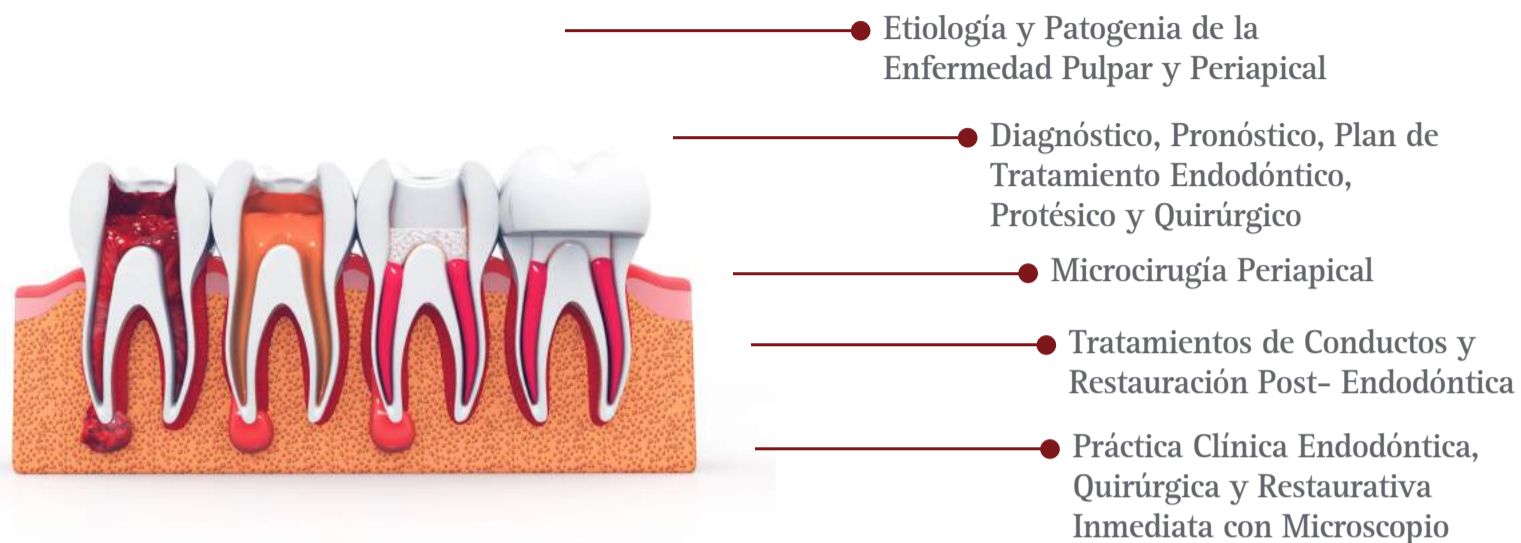 Etiología y Patogenia de la
Enfermedad Pulpar y Periapical
Diagnóstico, Pronóstico, Plan de
Tratamiento Endodóntico,
Protésico y Quirúrgico
Microcirugía Periapical
Tratamientos de Conductos y
Restauración Post- Endodóntica
Práctica Clínica Endodóntica,
Quirúrgica y Restaurativa
Inmediata con Microscopio